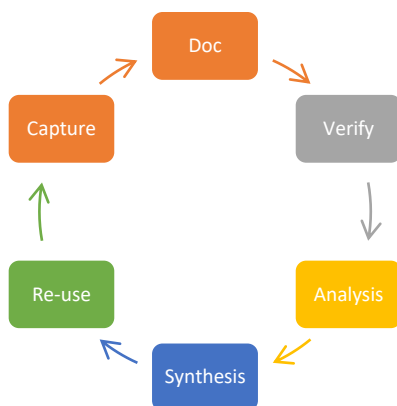 Doc
Verify
Analysis
Synthesis
Re-use
Capture